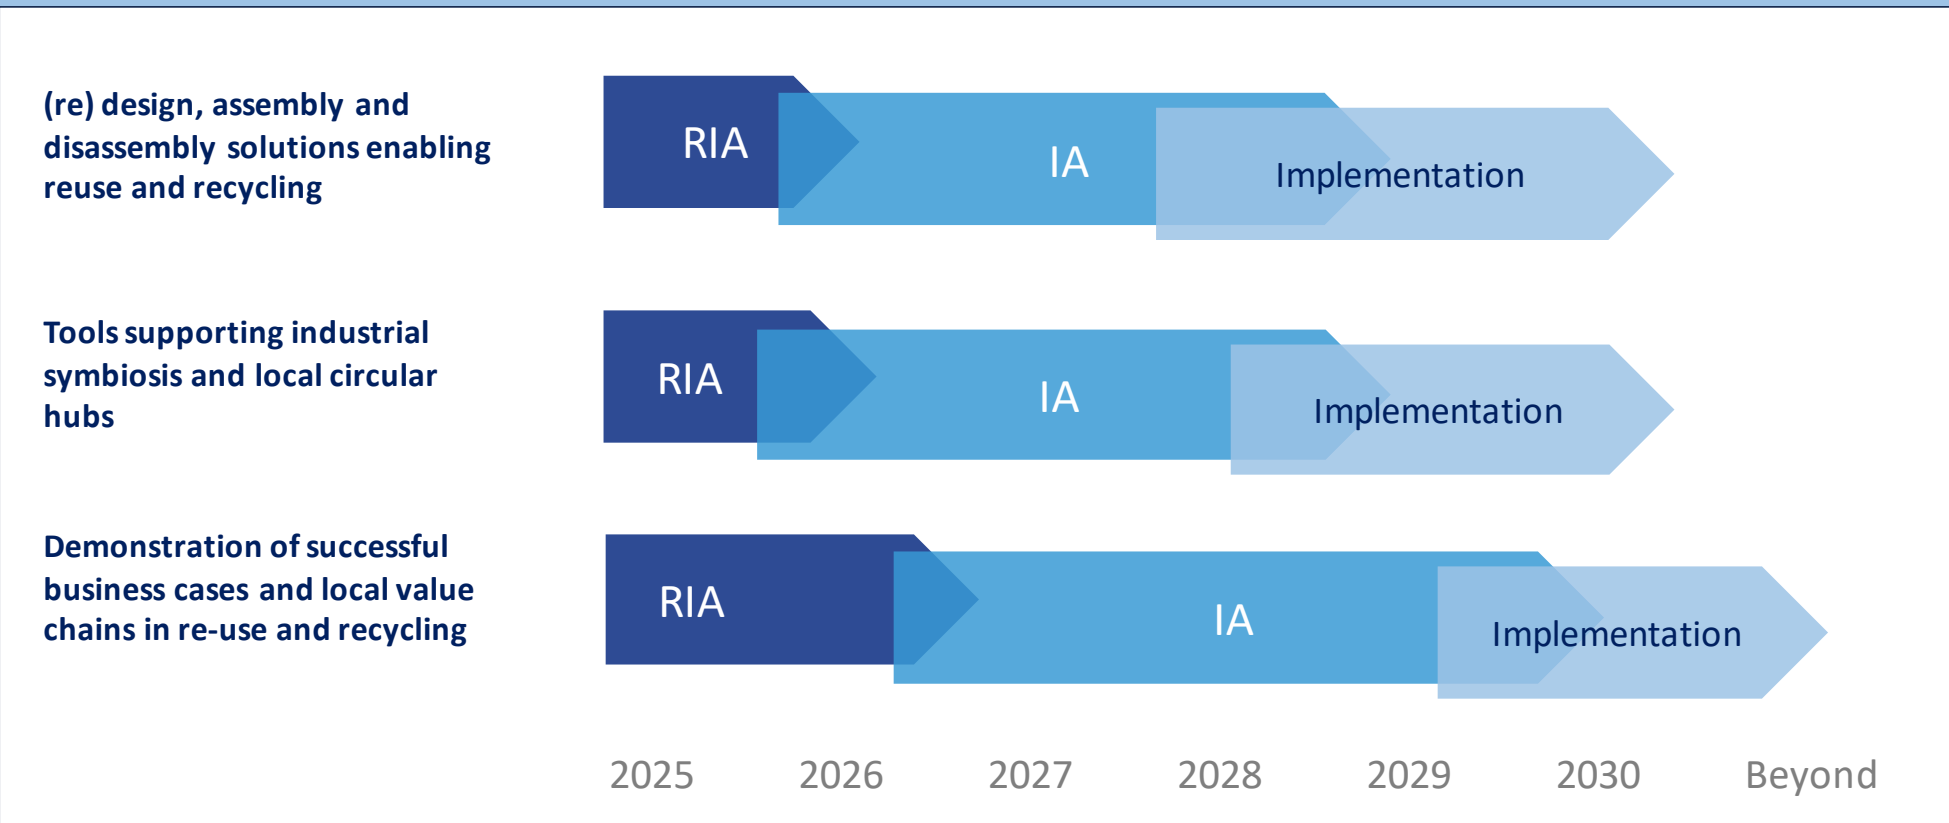 (re) design, assembly and
disassembly solutions enabling
reuse and recycling
RIA
IA
Implementation
Tools supporting industrial
symbiosis and local circular
hubs
RIA
IA
Implementation
Demonstration of successful
business cases and local value
chains in re-use and recycling
RIA
IA
Implementation
2025 2026 2027 2028 2029 2030 Beyond